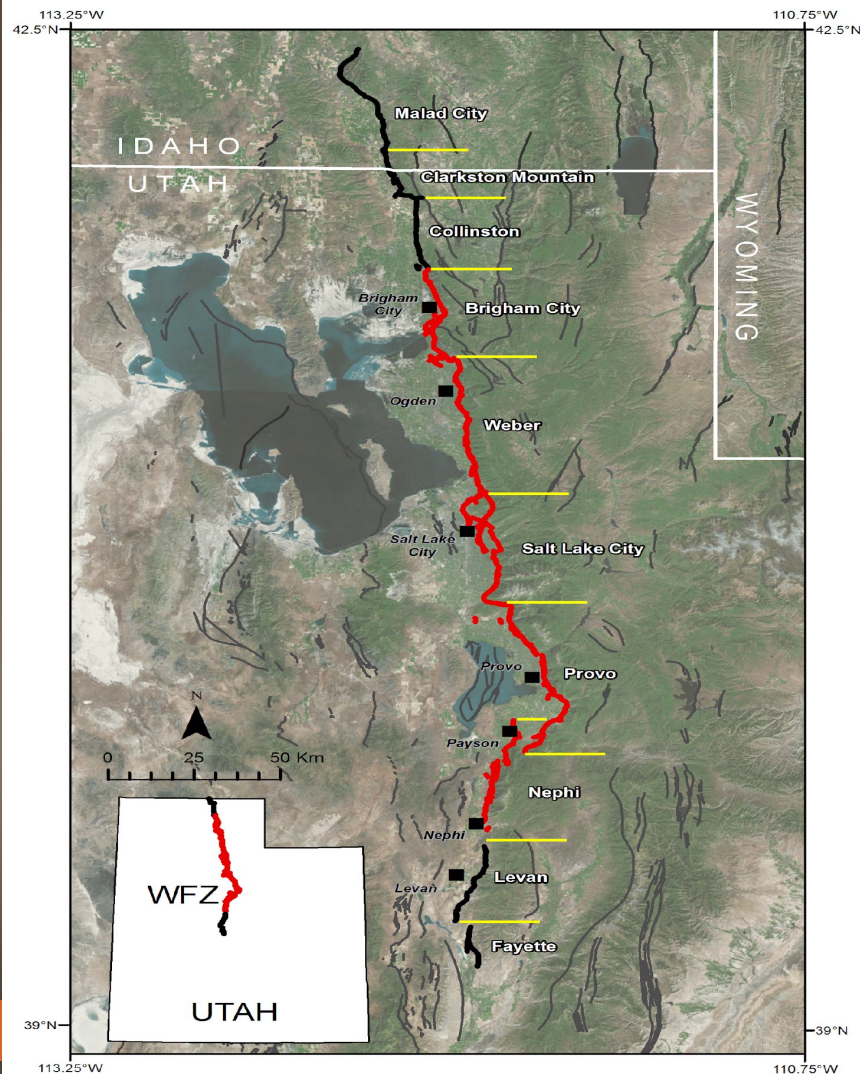 113.25°W
110.75°W
42.5°N
42.5°N
Malad City
IDAHO
UTAH
Clarkston Mountain
WYOMING
Collinston
Brigham
City
Brigham City
Ogden
Weber
Salt Lake
City
Salt Lake City
Provo
Provo
N
Payson
0 25 50 Km
Nephi
Nephi
Levan
Levan
WFZ
Fayette
UTAH
39°N
39°N
113.25°W
110.75°W